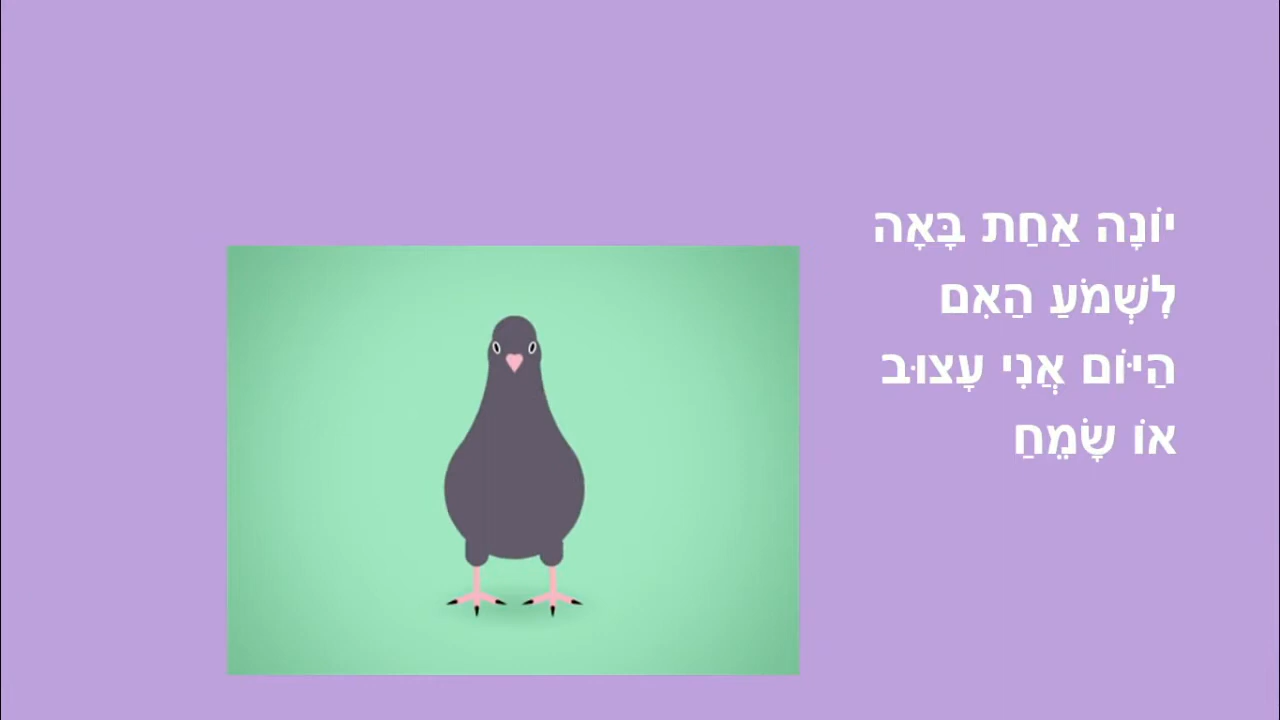 יוֹנָה אַחַת בָּאָה
לִשְׁמֹעַ הַאִם
הַיּוֹם אֲנִי עָצוּב
אוֹ שָׂמֵחַ